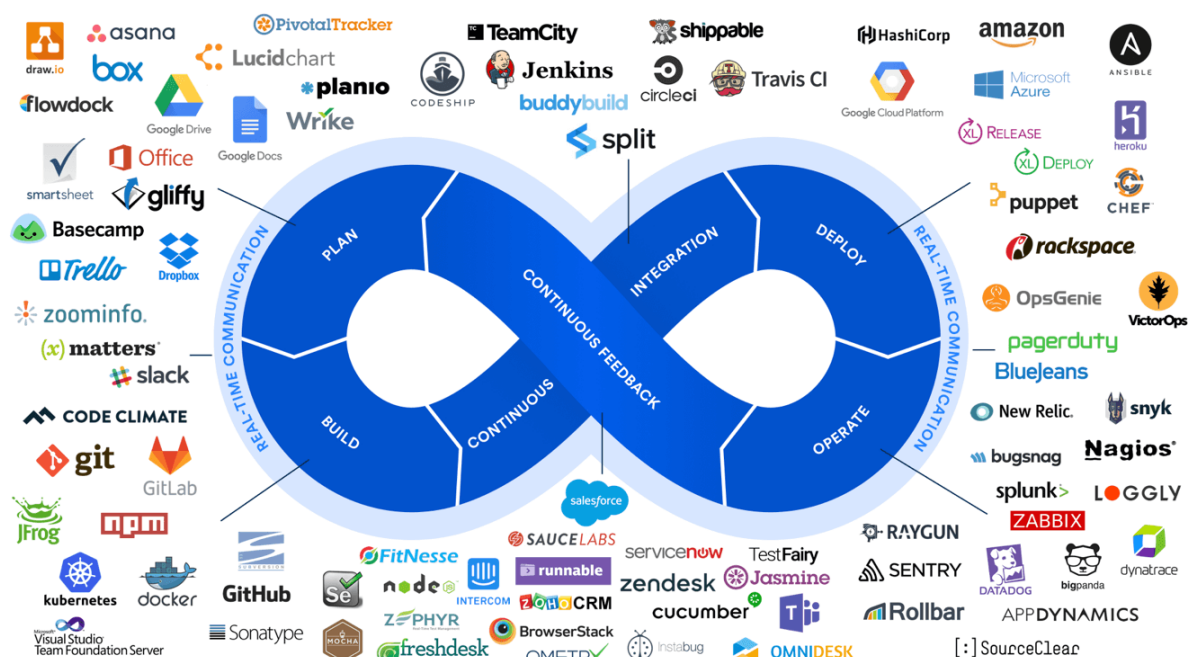 draw.io
asana
PivotalTracker
box
Lucidchart
flowdock
Google Drive
planio
Google Docs
Wrike
smartsheet
Office
gliffy
Basecamp
Trello
Dropbox
zoominfo.
(x) matters
slack
CODE CLIMATE
git
GitLab
JFrog
npm
kubernetes
docker
SUBVERSION
GitHub
Microsoft
Visual Studio
Team Foundation Server
Sonatype
TC
TeamCity
shippable
CODESHIP
Jenkins
circleci
Travis CI
buddybuild
split
HashiCorp
amazon
ANSIBLE
Google Cloud Platform
Microsoft
Azure
XL RELEASE
heroku
XL DEPLOY
puppet
CHEF
rackspace
OpsGenie
VictorOps
pagerduty
BlueJeans
New Relic.
snyk
bugsnag
Nagios®
splunk>
LOGGLY
ZABBIX
RAYGUN
SENTRY
DATADOG
bigpanda
dynatrace
Rollbar
APPDYNAMICS
[:] SourceClear
REAL-TIME COMMUNICATION
PLAN
BUILD
CONTINUOUS
INTEGRATION
CONTINUOUS FEEDBACK
DEPLOY
OPERATE
REAL-TIME COMMUNICATION
salesforce
FitNesse
SAUCELABS
servicenow
TestFairy
Se
node
JS
INTERCOM
runnable
zendesk
Jasmine
ZEPHYR
ZOHO CRM
cucumber
T
MOCHA
freshdesk
BrowserStack
Instabug
OMNIDESK